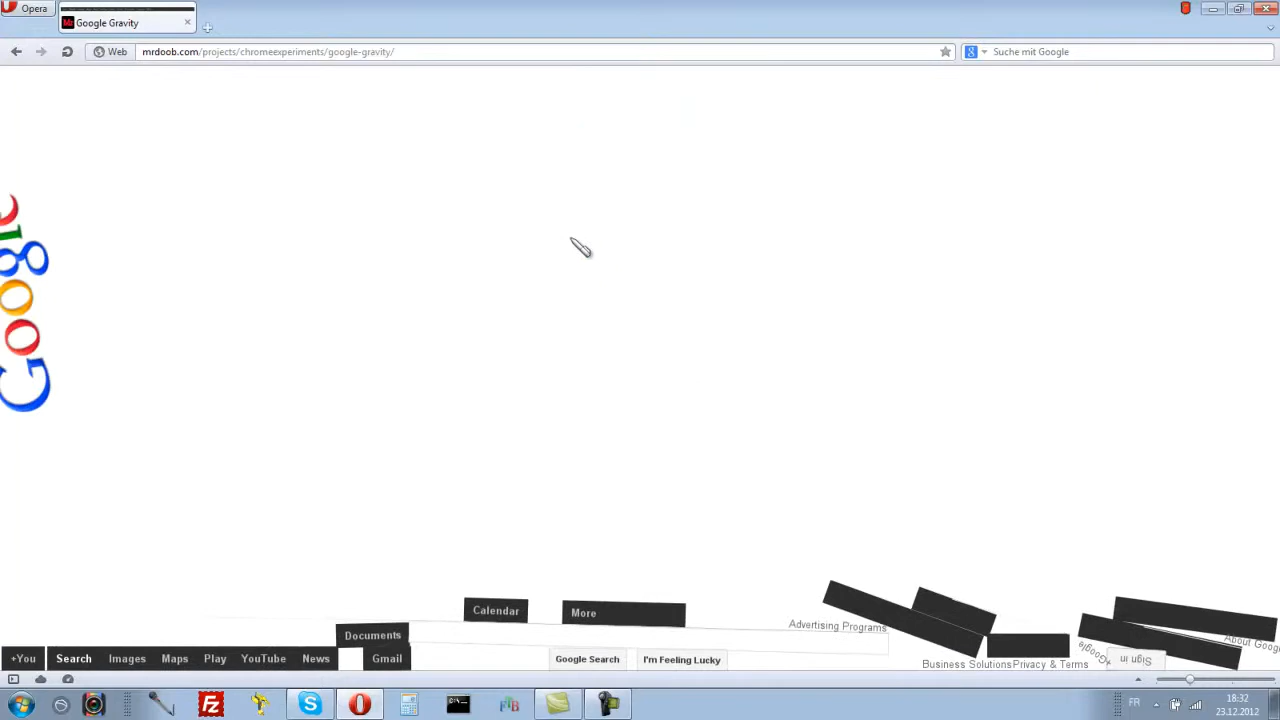 Opera
Google Gravity
Web
mrdoob.com/projects/chromeexperiments/google-gravity/
Suche mit Google
Google
Calendar
More
Advertising Programs
Documents
About Goog
+You
Search
Images
Maps
Play
YouTube
News
Gmail
Google Search
I'm Feeling Lucky
Business Solutions
Privacy & Terms
+Google
Sign in
FR
18:32
23.12.2012